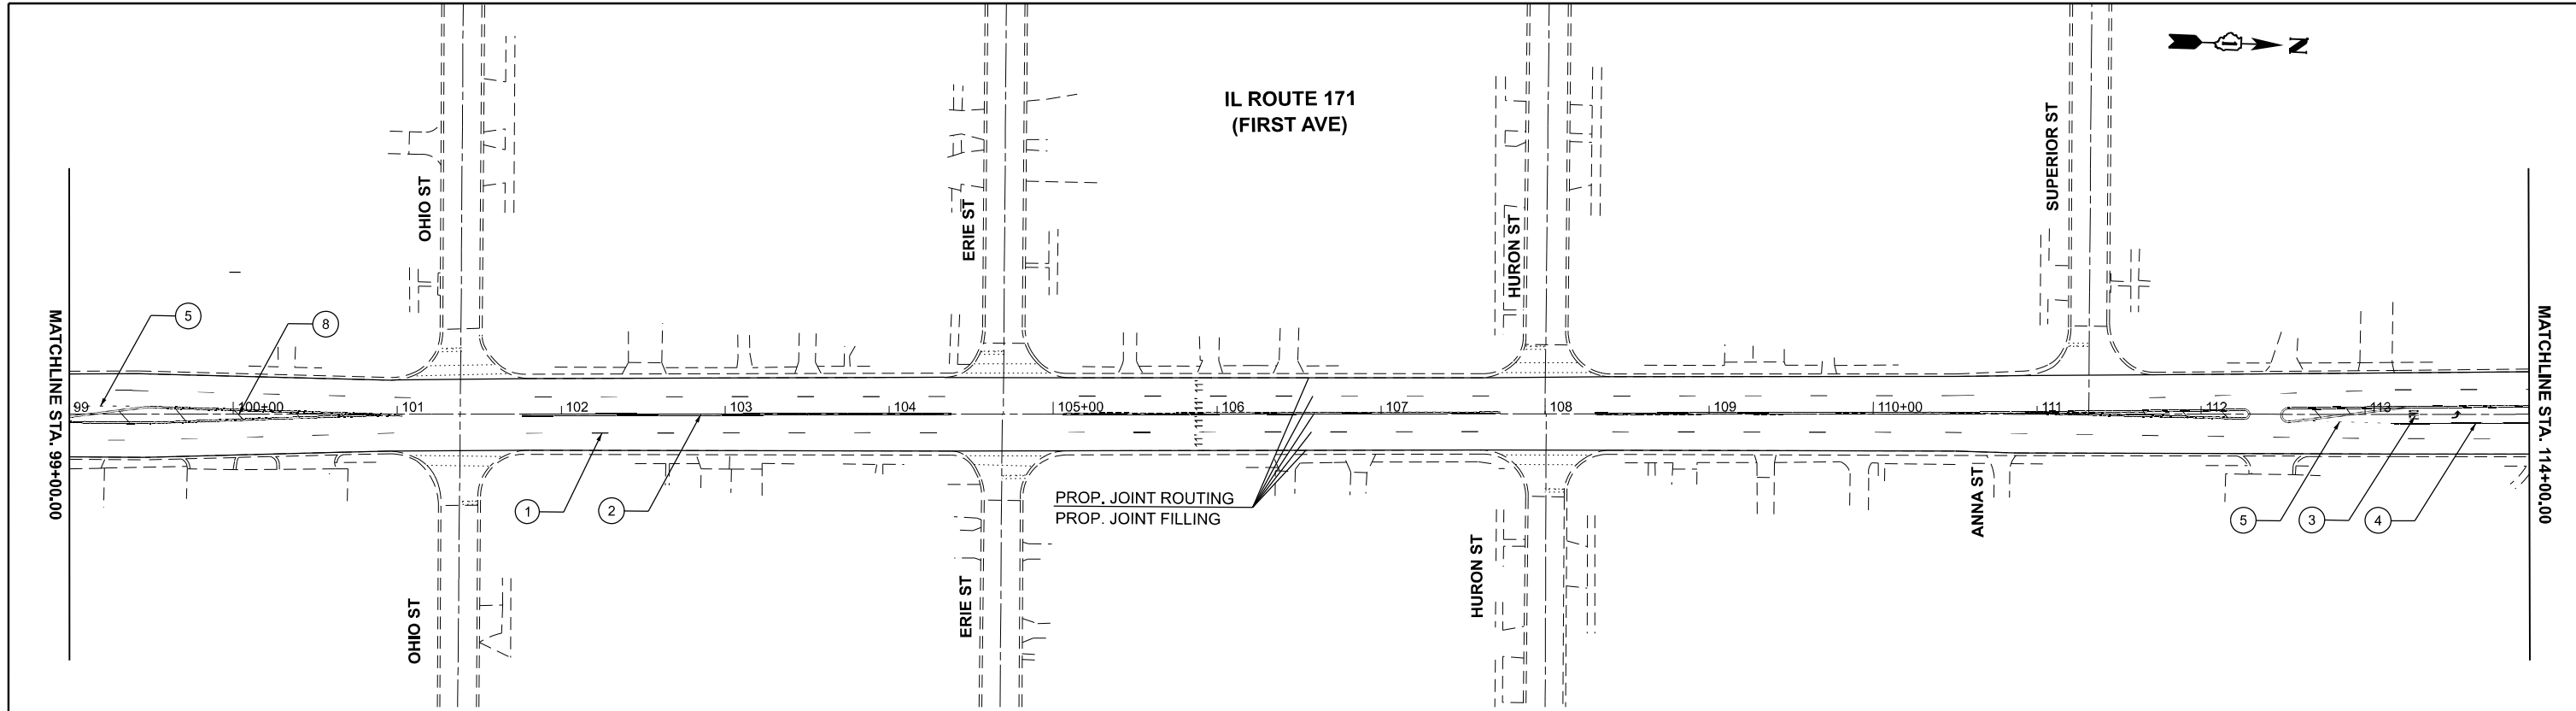 IL ROUTE 171
(FIRST AVE)
N
1
OHIO ST
ERIE ST
HURON ST
SUPERIOR ST
MATCHLINE STA. 99+00.00
5
8
99
100+00
101
102
103
104
105+00
106
107
108
109
110+00
111
112
113
MATCHLINE STA. 114+00.00
1
2
PROP. JOINT ROUTING
PROP. JOINT FILLING
5
3
4
OHIO ST
ERIE ST
HURON ST
ANNA ST